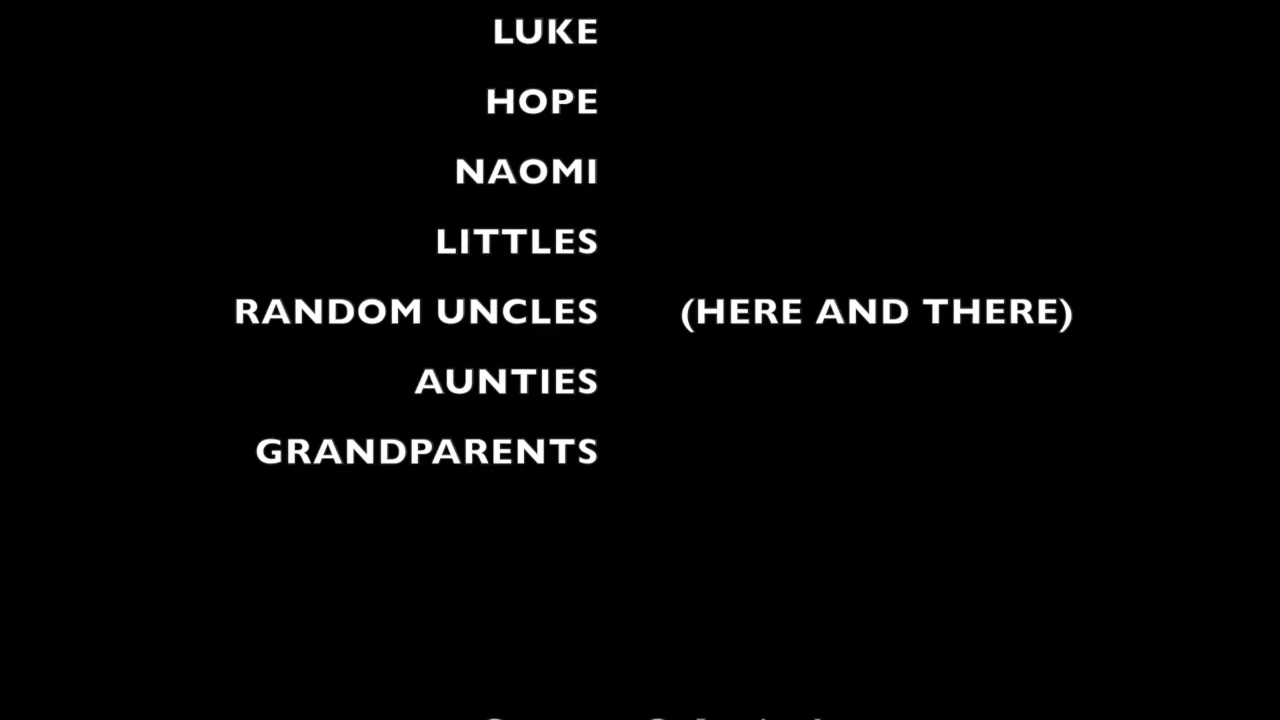 LUKE
HOPE
NAOMI
LITTLES
RANDOM UNCLES (HERE AND THERE)
AUNTIES
GRANDPARENTS